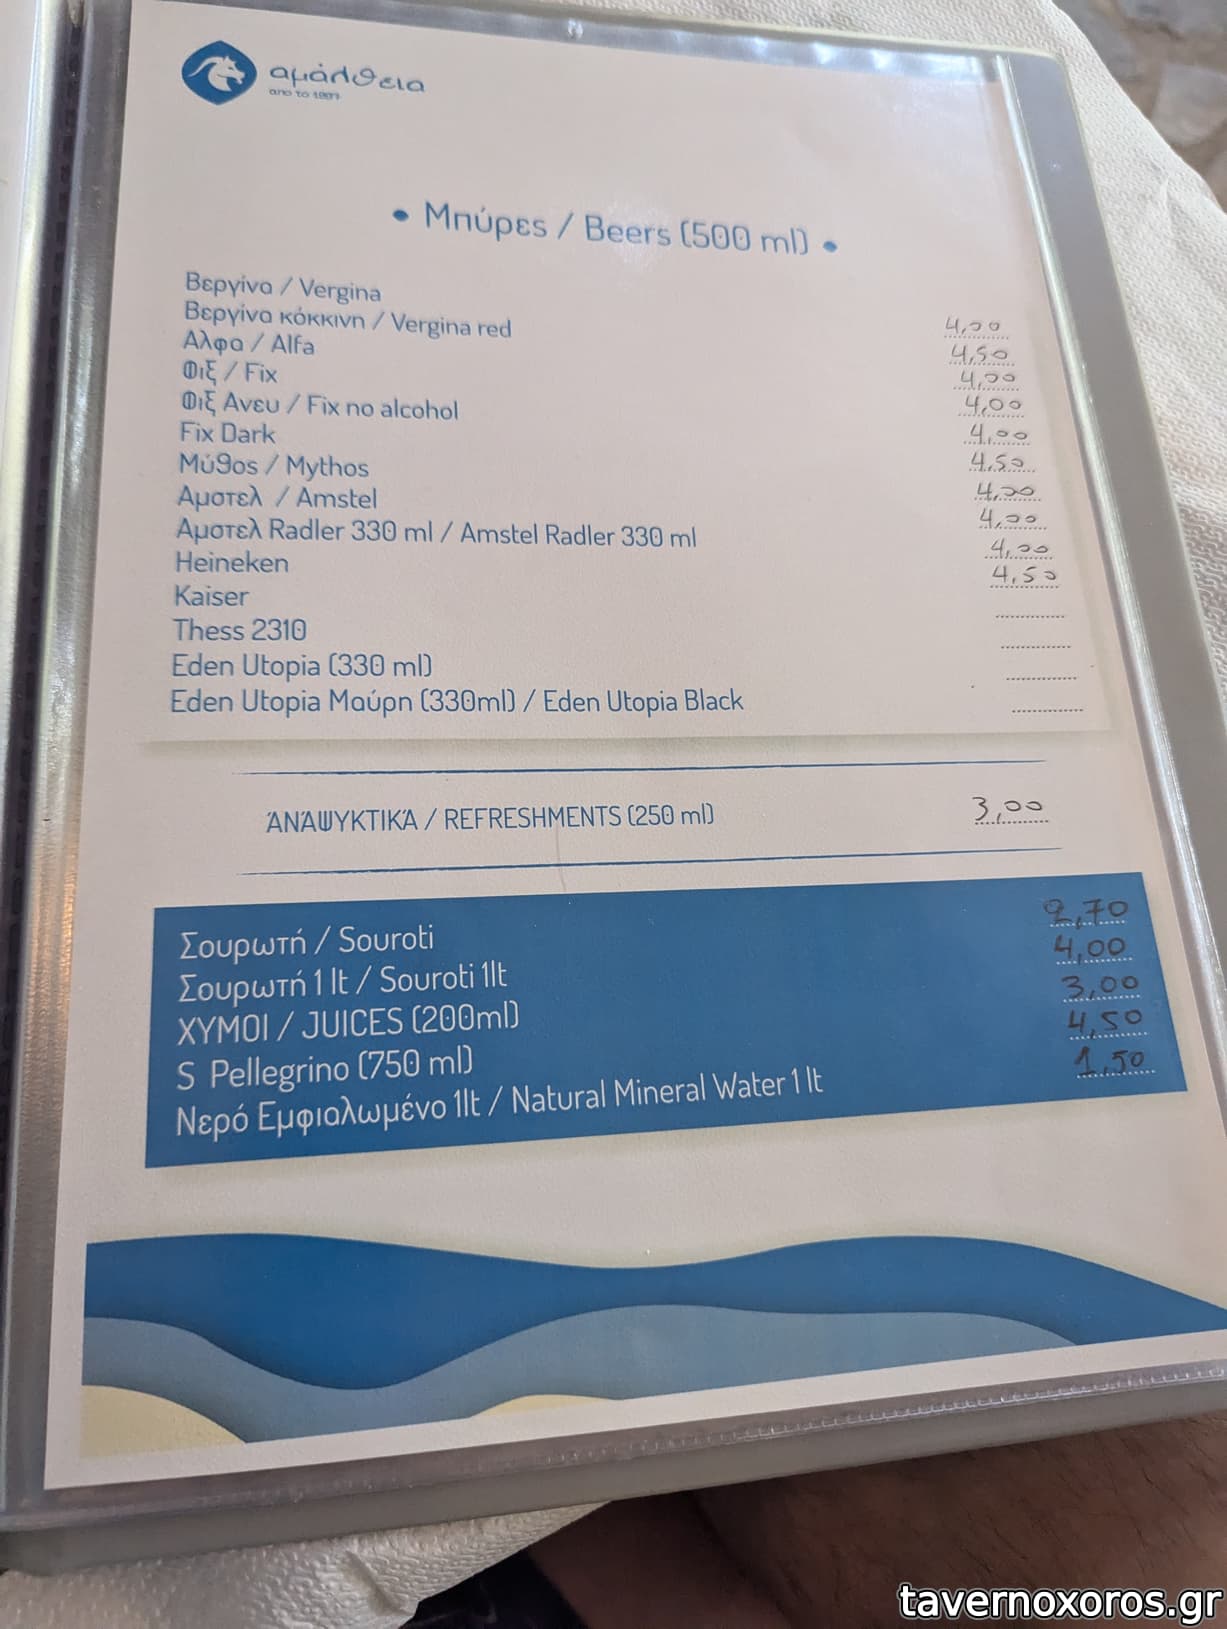 αμάλθεια
απο το 1997
• Μπύρες / Beers (500 ml) •
Βεργίνα / Vergina 4,00
Βεργίνα κόκκινη / Vergina red 4,50
Αλφα / Alfa 4,00
Φιξ / Fix 4,00
Φιξ Ανευ / Fix no alcohol 4,00
Fix Dark 4,50
Μύθος / Mythos 4,00
Αμστελ / Amstel 4,00
Αμστελ Radler 330 ml / Amstel Radler 330 ml 4,00
Heineken 4,50
Kaiser
Thess 2310
Eden Utopia (330 ml)
Eden Utopia Μαύρη (330ml) / Eden Utopia Black
ΆΝΆΨΥΚΤΙΚΆ / REFRESHMENTS (250 ml) 3,00
Σουρωτή / Souroti 2,70
Σουρωτή 1 lt / Souroti 1lt 4,00
ΧΥΜΟΙ / JUICES (200ml) 3,00
S Pellegrino (750 ml) 4,50
Νερό Εμφιαλωμένο 1lt / Natural Mineral Water 1 lt 1,50
tavernoxoros.gr